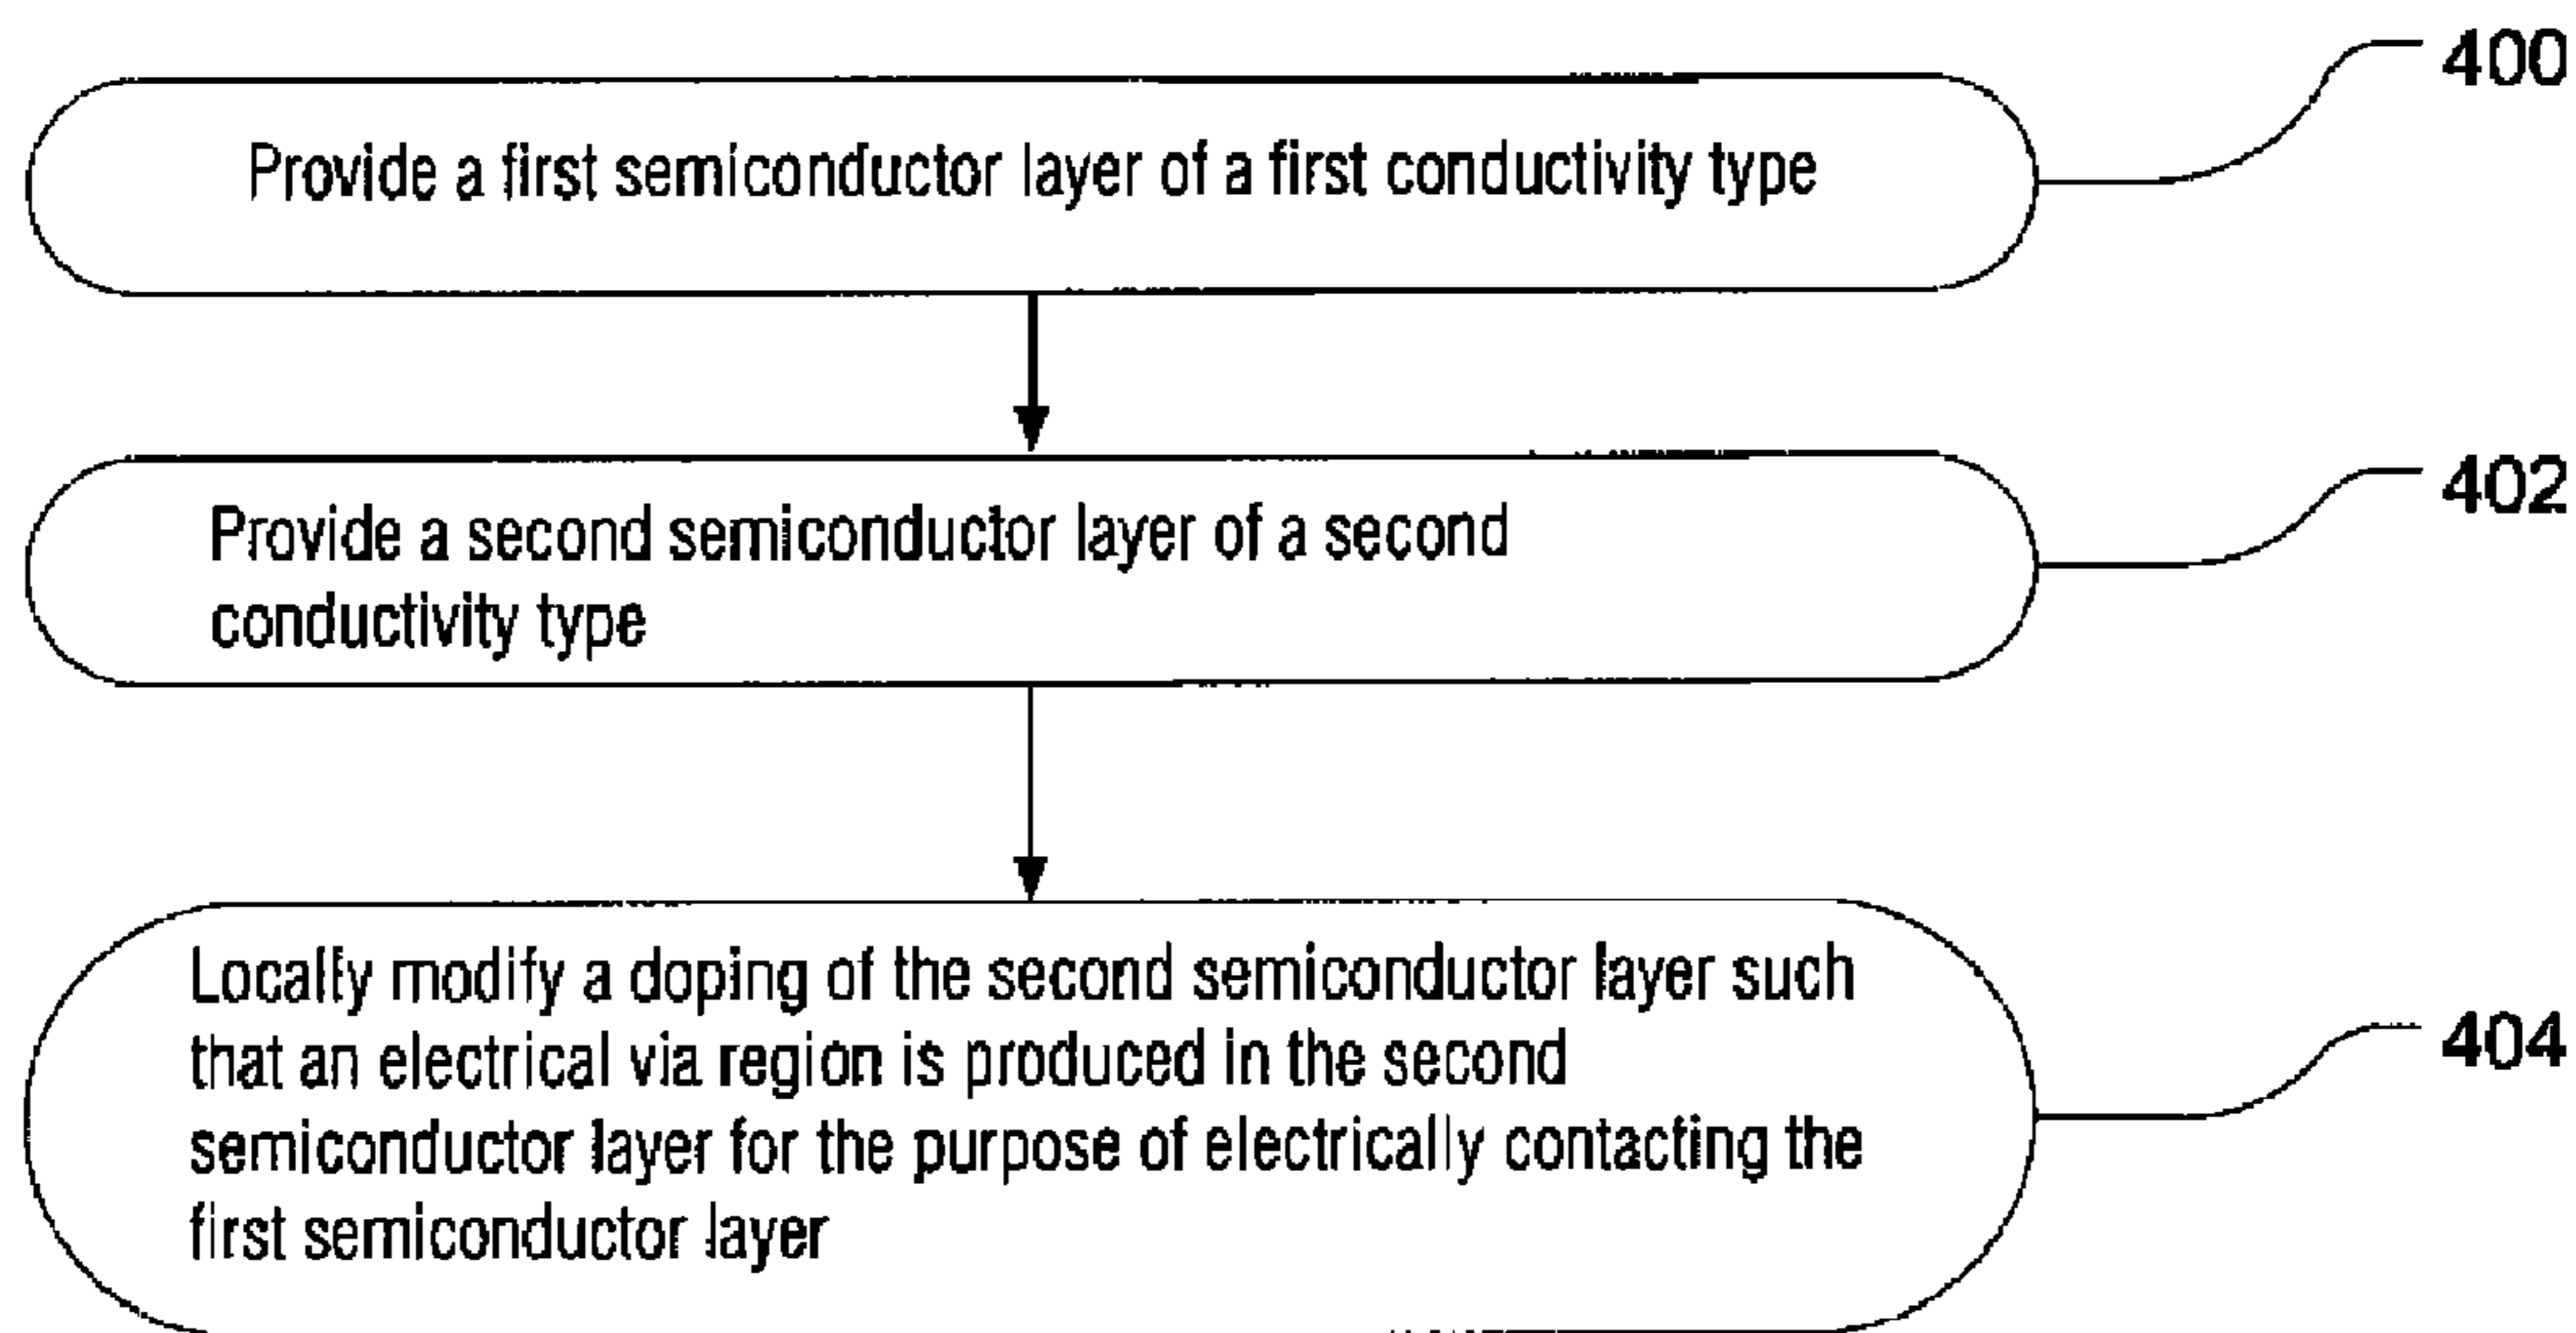 400
Provide a first semiconductor layer of a first conductivity type
402
Provide a second semiconductor layer of a second
conductivity type
404
Locally modify a doping of the second semiconductor layer such
that an electrical via region is produced in the second
semiconductor layer for the purpose of electrically contacting the
first semiconductor layer